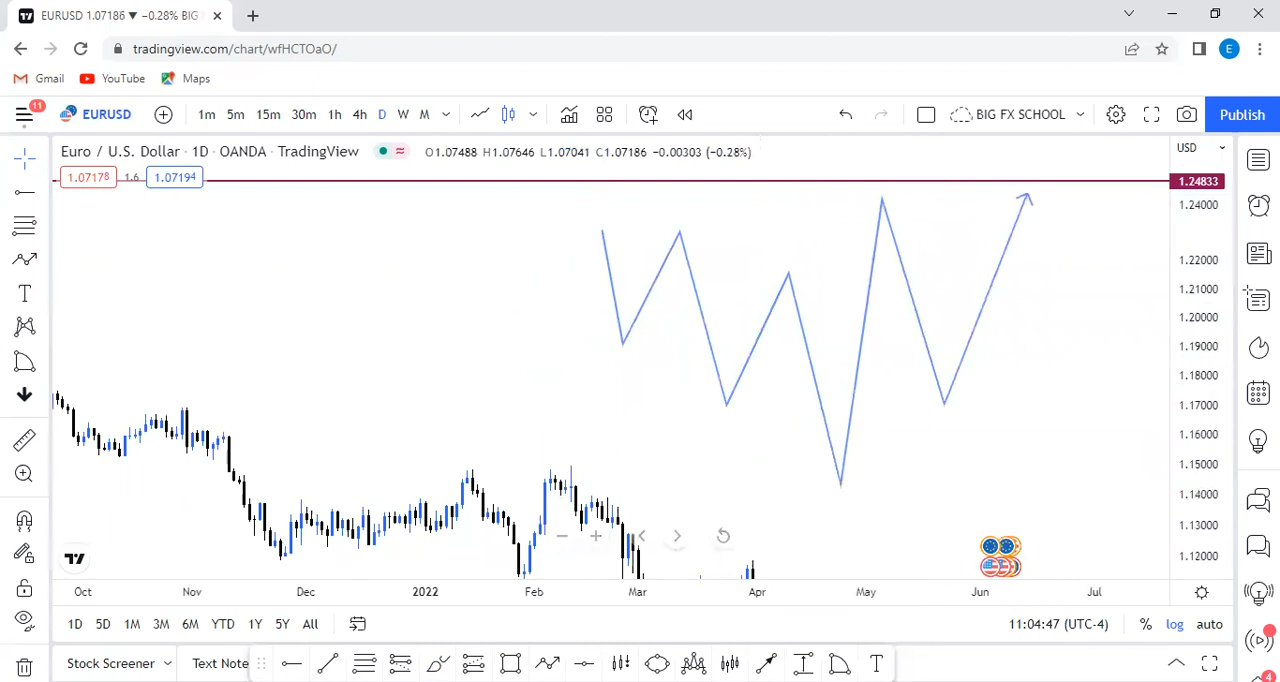 EURUSD 1.07186 ▼ −0.28% BIG
tradingview.com/chart/wfHCTOaO/
E
Gmail YouTube Maps
11 EURUSD 1m 5m 15m 30m 1h 4h D W M BIG FX SCHOOL Publish
Euro / U.S. Dollar · 1D · OANDA · TradingView O1.07488 H1.07646 L1.07041 C1.07186 −0.00303 (−0.28%) USD
1.07178 1.6 1.07194
1.24833
1.24000
1.22000
1.21000
1.20000
1.19000
1.18000
1.17000
1.16000
1.15000
1.14000
1.13000
1.12000
Oct Nov Dec 2022 Feb Mar Apr May Jun Jul
1D 5D 1M 3M 6M YTD 1Y 5Y All 11:04:47 (UTC-4) % log auto
Stock Screener Text Note T
4